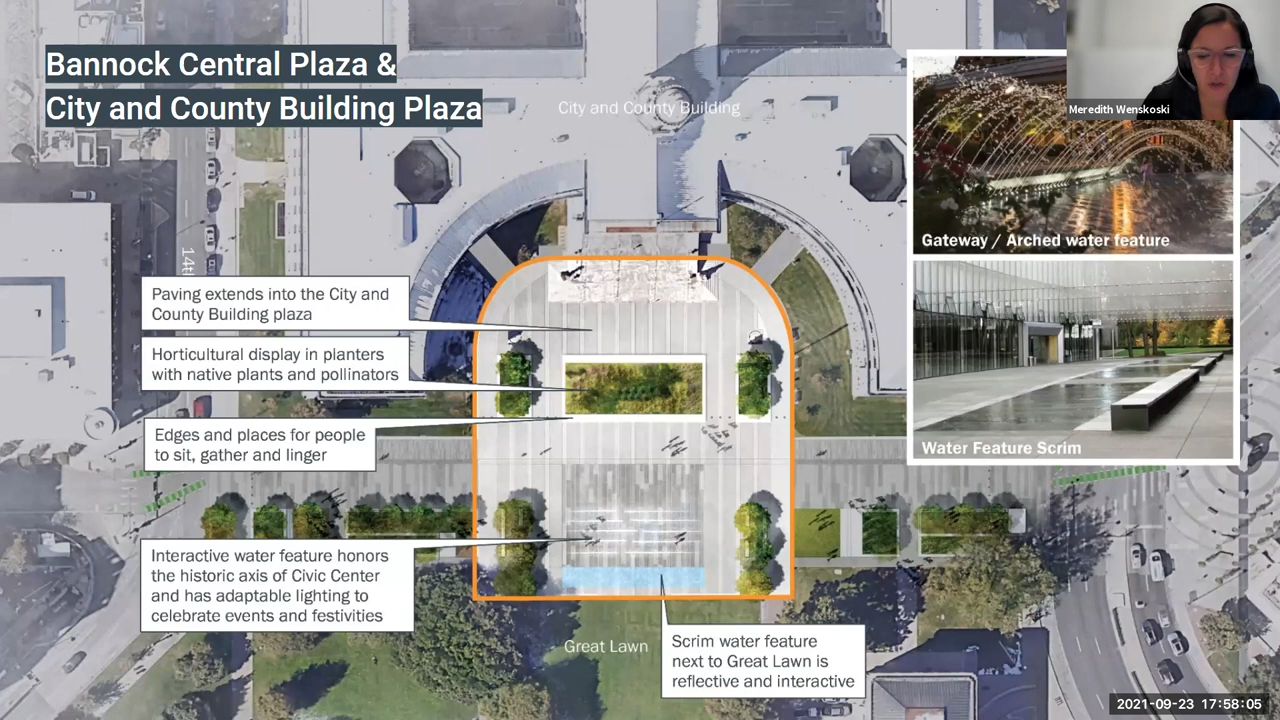 Bannock Central Plaza &
City and County Building Plaza
City and County Building
Meredith Wenskoski
Gateway / Arched water feature
Water Feature Scrim
Paving extends into the City and
County Building plaza
Horticultural display in planters
with native plants and pollinators
Edges and places for people
to sit, gather and linger
Interactive water feature honors
the historic axis of Civic Center
and has adaptable lighting to
celebrate events and festivities
Great Lawn
Scrim water feature
next to Great Lawn is
reflective and interactive
2021-09-23 17:58:05